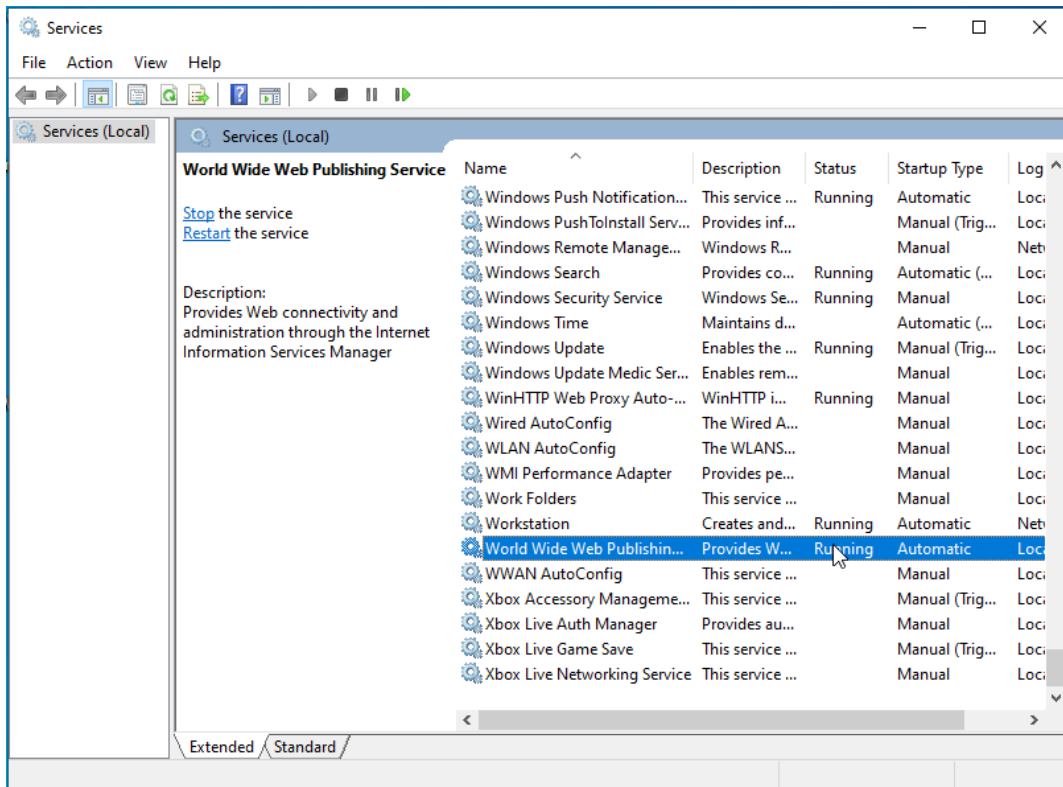 Services
File Action View Help
Services (Local)
Services (Local)
World Wide Web Publishing Service
Stop the service
Restart the service
Description:
Provides Web connectivity and
administration through the Internet
Information Services Manager
Name Description Status Startup Type Log
Windows Push Notification... This service ... Running Automatic Loca
Windows PushToInstall Serv... Provides inf... Manual (Trig... Loca
Windows Remote Manage... Windows R... Manual Netw
Windows Search Provides co... Running Automatic (... Loca
Windows Security Service Windows Se... Running Manual Loca
Windows Time Maintains d... Automatic (... Loca
Windows Update Enables the ... Running Manual (Trig... Loca
Windows Update Medic Ser... Enables rem... Manual Loca
WinHTTP Web Proxy Auto-... WinHTTP i... Running Manual Loca
Wired AutoConfig The Wired A... Manual Loca
WLAN AutoConfig The WLANS... Manual Loca
WMI Performance Adapter Provides pe... Manual Loca
Work Folders This service ... Manual Loca
Workstation Creates and... Running Automatic Netw
World Wide Web Publishin... Provides W... Running Automatic Loca
WWAN AutoConfig This service ... Manual Loca
Xbox Accessory Manageme... This service ... Manual (Trig... Loca
Xbox Live Auth Manager Provides au... Manual Loca
Xbox Live Game Save This service ... Manual (Trig... Loca
Xbox Live Networking Service This service ... Manual Loca
Extended Standard